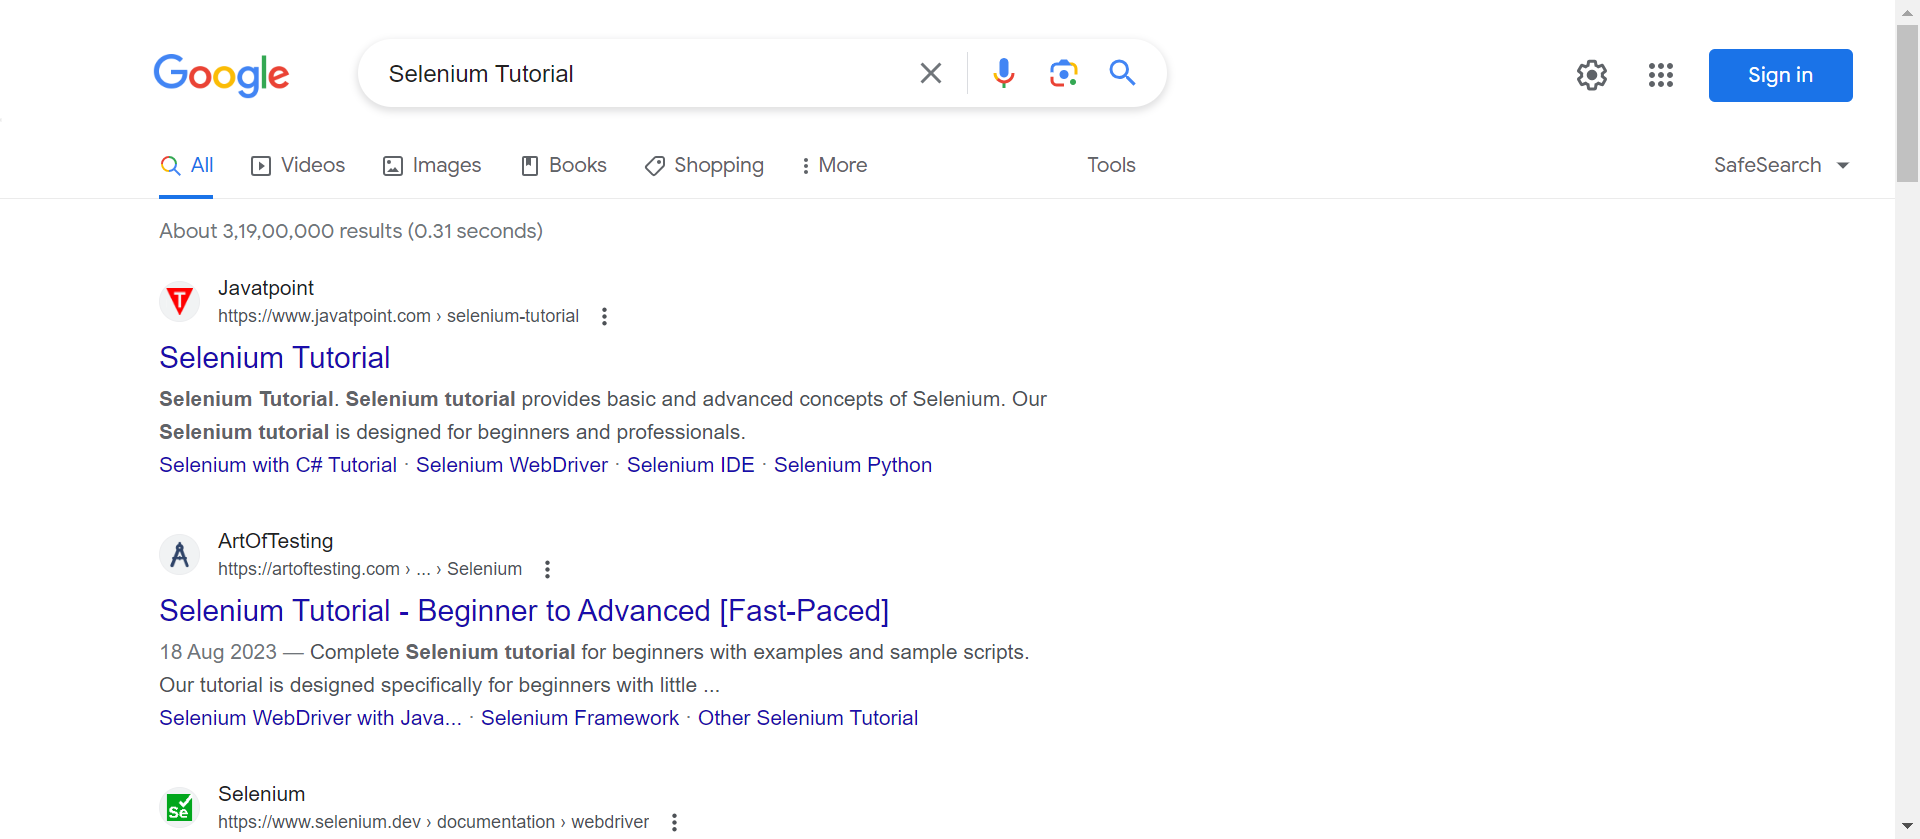 Google
Selenium Tutorial
Sign in
All Videos Images Books Shopping More Tools SafeSearch
About 3,19,00,000 results (0.31 seconds)
T
Javatpoint
https://www.javatpoint.com › selenium-tutorial
Selenium Tutorial
Selenium Tutorial. Selenium tutorial provides basic and advanced concepts of Selenium. Our
Selenium tutorial is designed for beginners and professionals.
Selenium with C# Tutorial · Selenium WebDriver · Selenium IDE · Selenium Python
ArtOfTesting
https://artoftesting.com › ... › Selenium
Selenium Tutorial - Beginner to Advanced [Fast-Paced]
18 Aug 2023 — Complete Selenium tutorial for beginners with examples and sample scripts.
Our tutorial is designed specifically for beginners with little ...
Selenium WebDriver with Java... · Selenium Framework · Other Selenium Tutorial
Se
Selenium
https://www.selenium.dev › documentation › webdriver